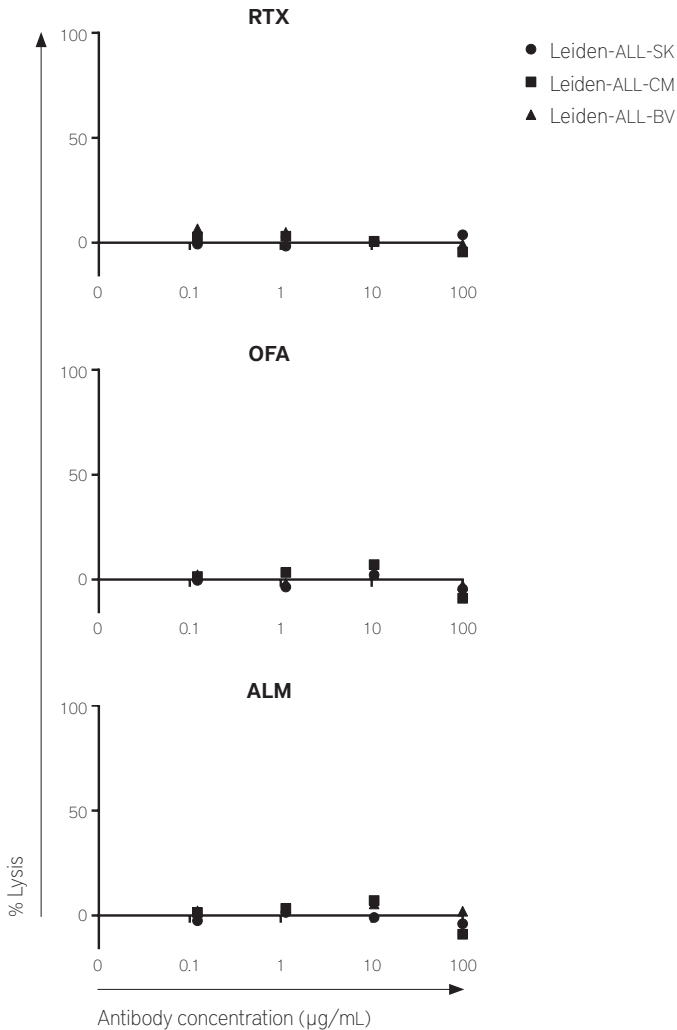 RTX
100
50
0
0 0.1 1 10 100
Leiden-ALL-SK
Leiden-ALL-CM
Leiden-ALL-BV
OFA
100
50
0
0 0.1 1 10 100
ALM
100
50
0
0 0.1 1 10 100
% Lysis
Antibody concentration (µg/mL)